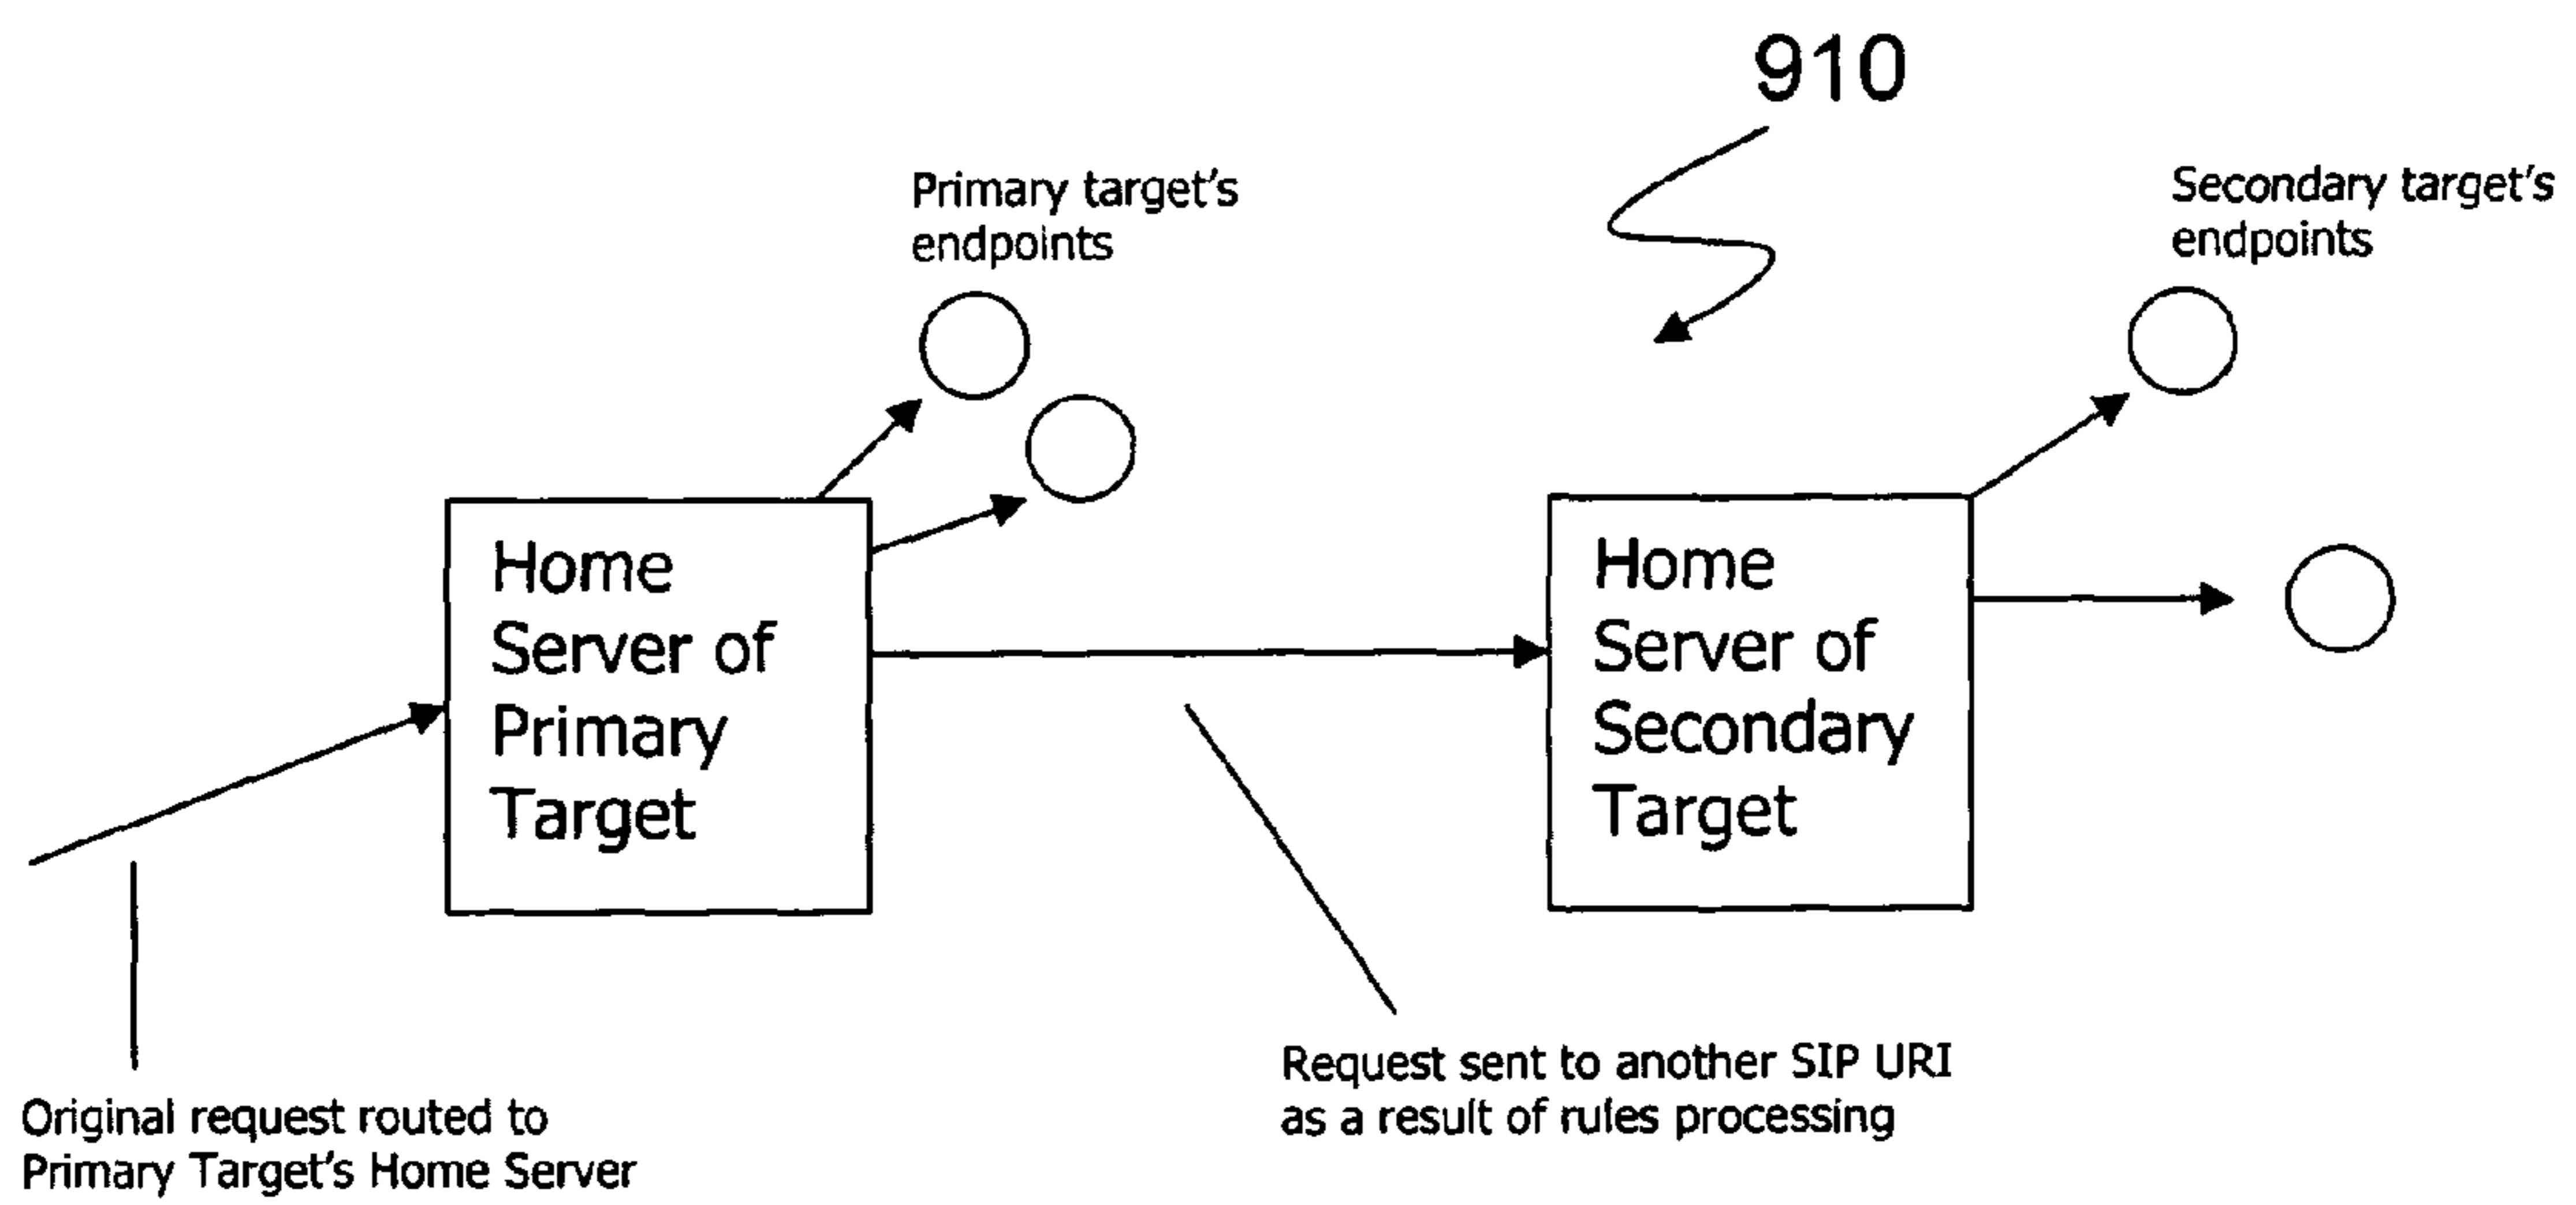 910
Primary target's
endpoints
Secondary target's
endpoints
Home
Server of
Primary
Target
Home
Server of
Secondary
Target
Request sent to another SIP URI
as a result of rules processing
Original request routed to
Primary Target's Home Server